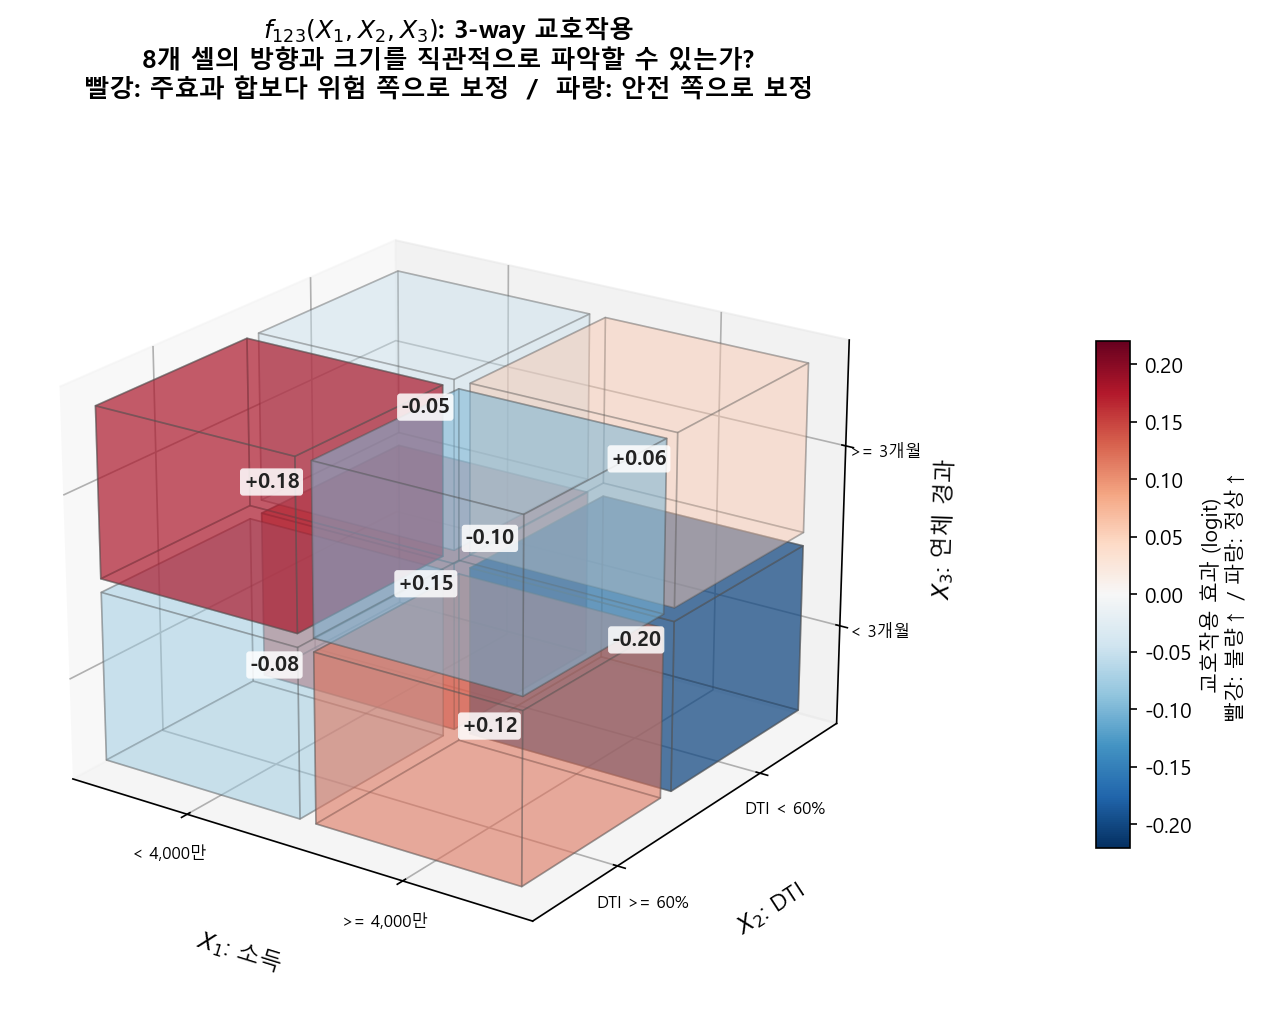 f₁₂₃(X₁, X₂, X₃): 3-way 교호작용
8개 셀의 방향과 크기를 직관적으로 파악할 수 있는가?
빨강: 주효과 합보다 위험 쪽으로 보정 / 파랑: 안전 쪽으로 보정
-0.05
+0.06
+0.18
-0.10
+0.15
-0.20
-0.08
+0.12
>= 3개월
< 3개월
X₃: 연체 경과
DTI < 60%
DTI >= 60%
X₂: DTI
< 4,000만
>= 4,000만
X₁: 소득
0.20
0.15
0.10
0.05
0.00
-0.05
-0.10
-0.15
-0.20
교호작용 효과 (logit)
빨강: 불량↑ / 파랑: 정상↑